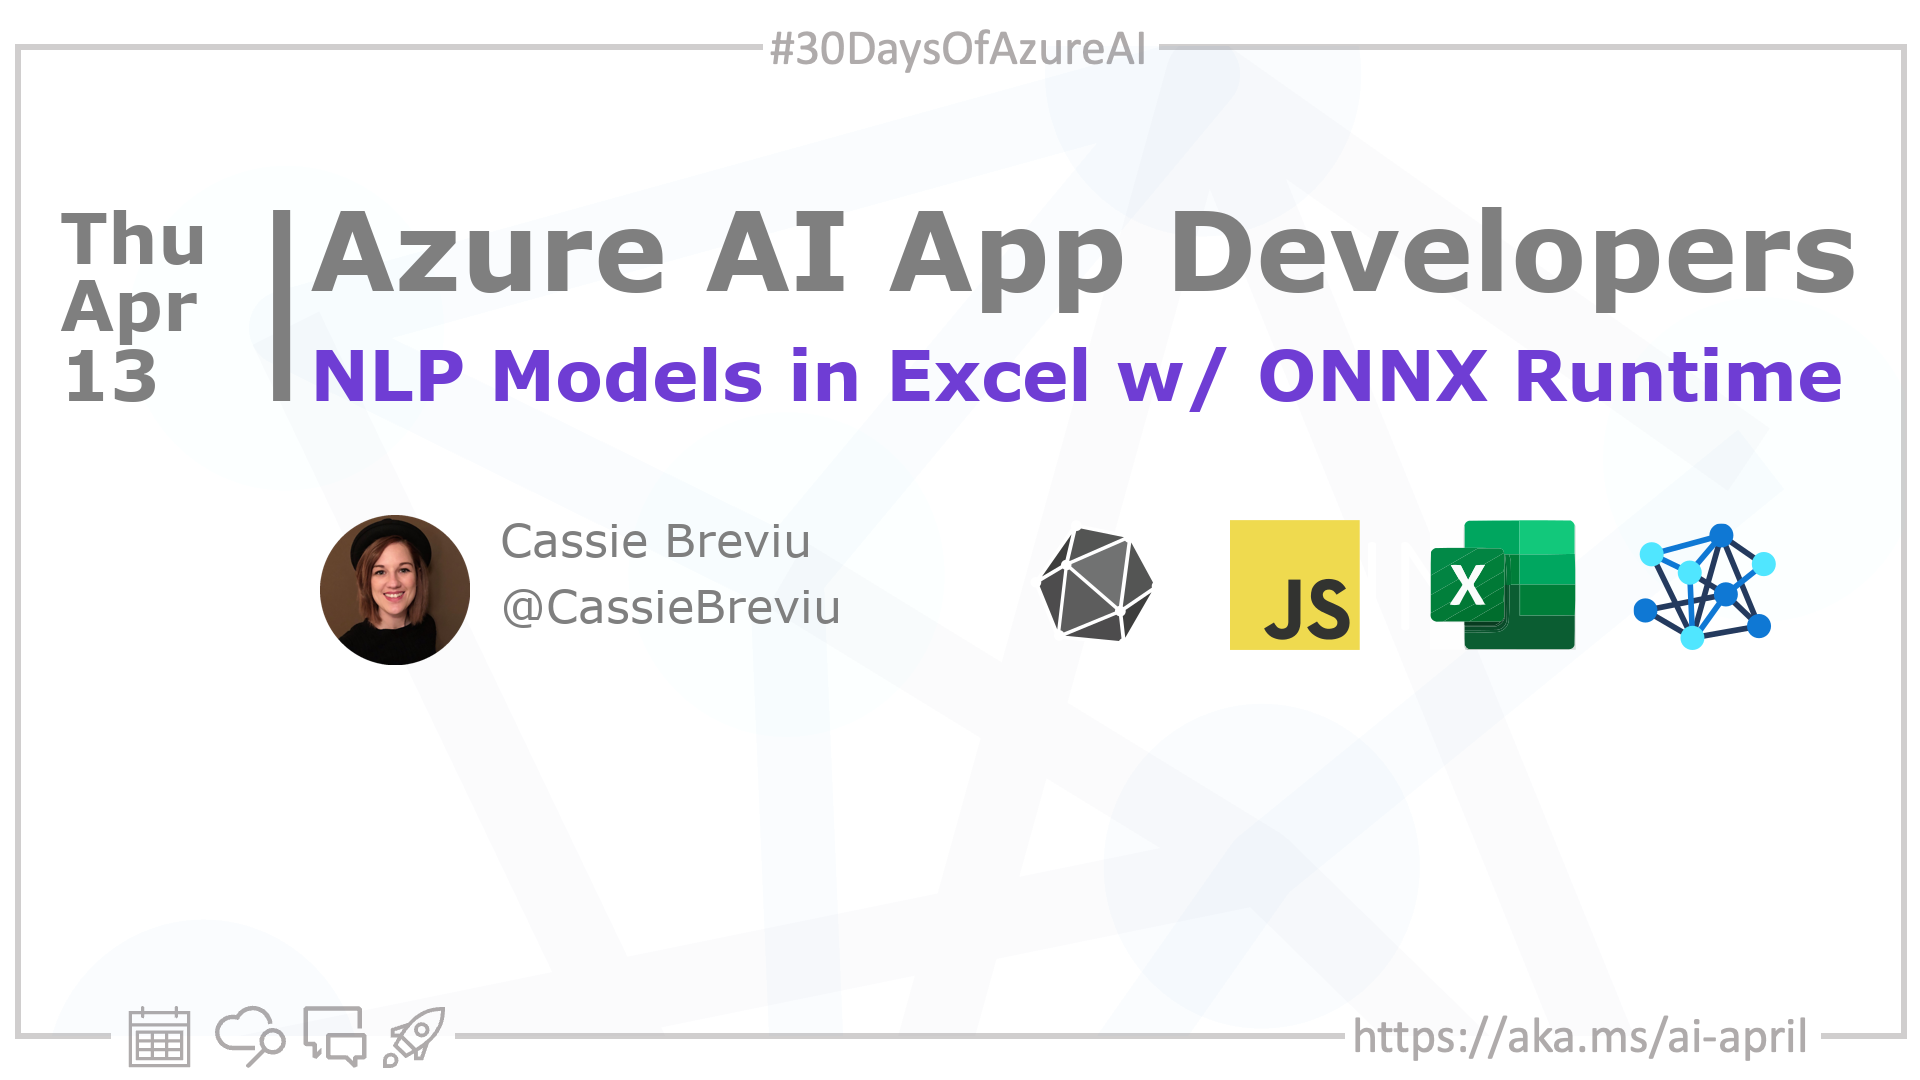 #30DaysOfAzureAI
Thu
Apr
13
Azure AI App Developers
NLP Models in Excel w/ ONNX Runtime
Cassie Breviu
@CassieBreviu
JS
X
https://aka.ms/ai-april